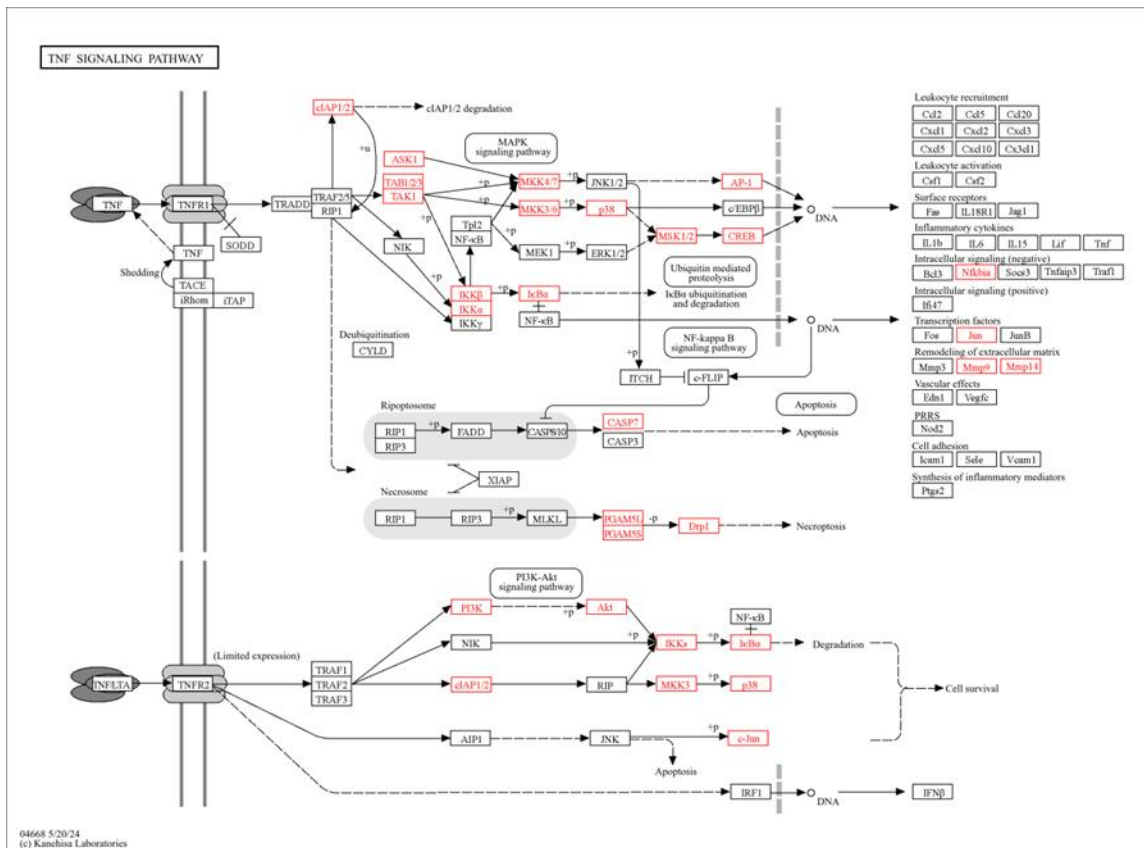 TNF SIGNALING PATHWAY
cIAP1/2
cIAP1/2 degradation
+u
MAPK
signaling pathway
ASK1
TAB1/2/3
TAK1
+p
+p
+p
MKK4/7
+p
JNK1/2
AP-1
MKK3/6
+p
p38
c/EBPβ
DNA
TNF
TNFR1
TRADD
TRAF2/5
RIP1
SODD
TNF
Shedding
TACE
iRhom
iTAP
NIK
+p
Tpl2
NF-κB
MEK1
+p
ERK1/2
MSK1/2
CREB
Ubiquitin mediated
proteolysis
IKKβ
IKKα
IKKγ
+p
IκBα
NF-κB
IκBα ubiquitination
and degradation
DNA
Deubiquitination
CYLD
NF-kappa B
signaling pathway
+p
ITCH
c-FLIP
Apoptosis
Ripoptosome
RIP1
RIP3
+p
FADD
CASP8/10
CASP7
CASP3
Apoptosis
XIAP
Necrosome
RIP1
RIP3
+p
MLKL
PGAM5L
PGAM5S
-p
Drp1
Necroptosis
Leukocyte recruitment
Ccl2 Ccl5 Ccl20
Cxcl1 Cxcl2 Cxcl3
Cxcl5 Cxcl10 Cx3cl1
Leukocyte activation
Csf1 Csf2
Surface receptors
Fas IL18R1 Jag1
Inflammatory cytokines
IL1b IL6 IL15 Lif Tnf
Intracellular signaling (negative)
Bcl3 Nfkbia Socs3 Tnfaip3 Traf1
Intracellular signaling (positive)
Ifi47
Transcription factors
Fos Jun JunB
Remodeling of extracellular matrix
Mmp3 Mmp9 Mmp14
Vascular effects
Edn1 Vegfc
PRRS
Nod2
Cell adhesion
Icam1 Sele Vcam1
Synthesis of inflammatory mediators
Ptgs2
PI3K-Akt
signaling pathway
PI3K
+p
Akt
NF-κB
NIK
+p
IKKs
+p
IκBα
Degradation
(Limited expression)
TNF/LTA
TNFR2
TRAF1
TRAF2
TRAF3
cIAP1/2
RIP
MKK3
+p
p38
Cell survival
AIP1
JNK
+p
c-Jun
Apoptosis
IRF1
DNA
IFNβ
04668 5/20/24
(c) Kanehisa Laboratories